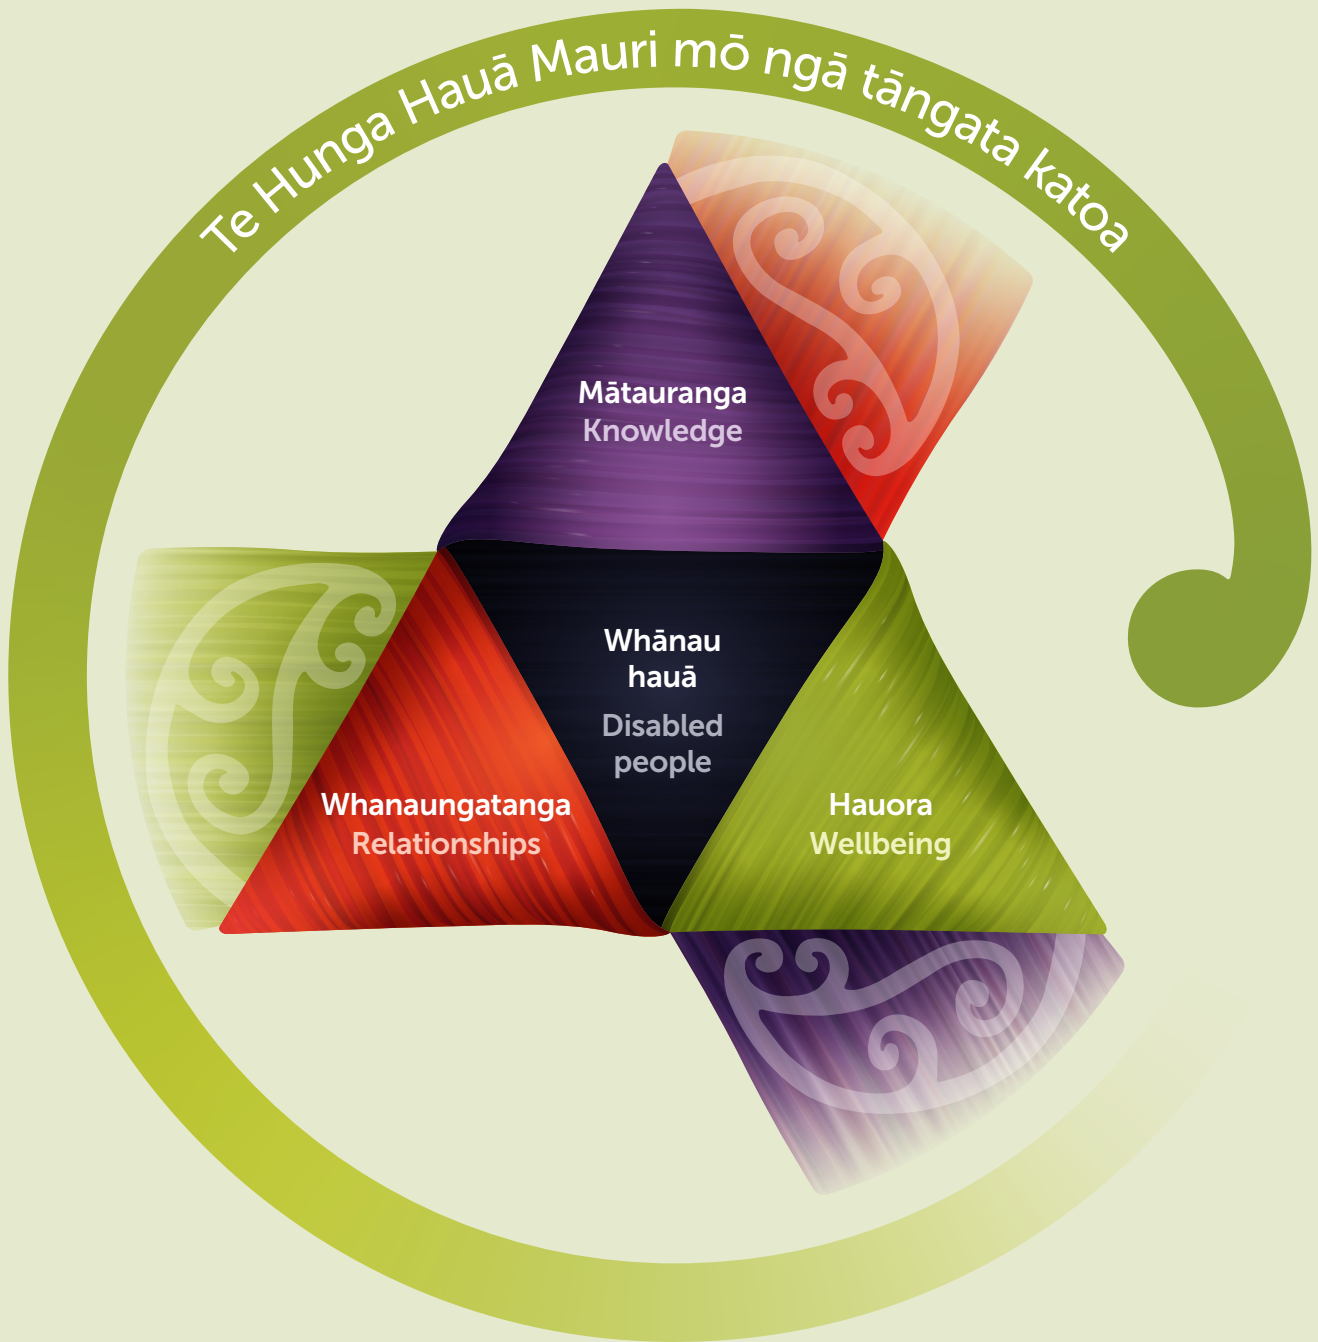 Te Hunga Hauā Mauri mō ngā tāngata katoa
Mātauranga
Knowledge
Whānau
hauā
Disabled
people
Whanaungatanga
Relationships
Hauora
Wellbeing